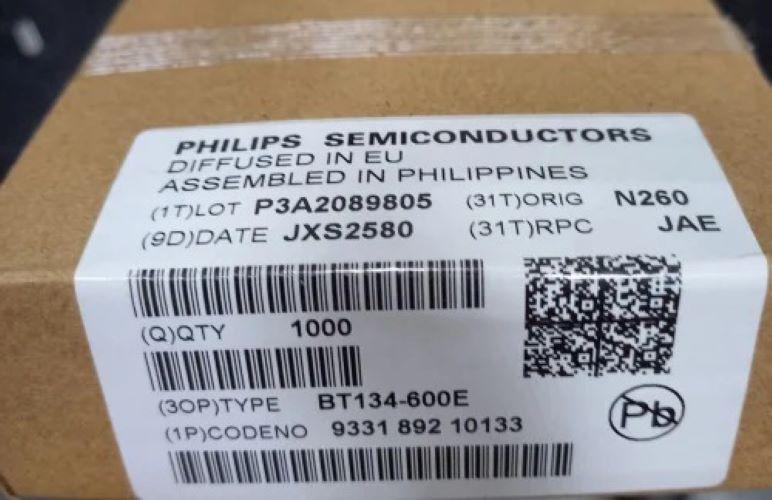 PHILIPS SEMICONDUCTORS
DIFFUSED IN EU
ASSEMBLED IN PHILIPPINES
(1T)LOT P3A2089805 (31T)ORIG N260
(9D)DATE JXS2580 (31T)RPC JAE
(Q)QTY 1000
(3OP)TYPE BT134-600E
(1P)CODENO 9331 892 10133
Pb